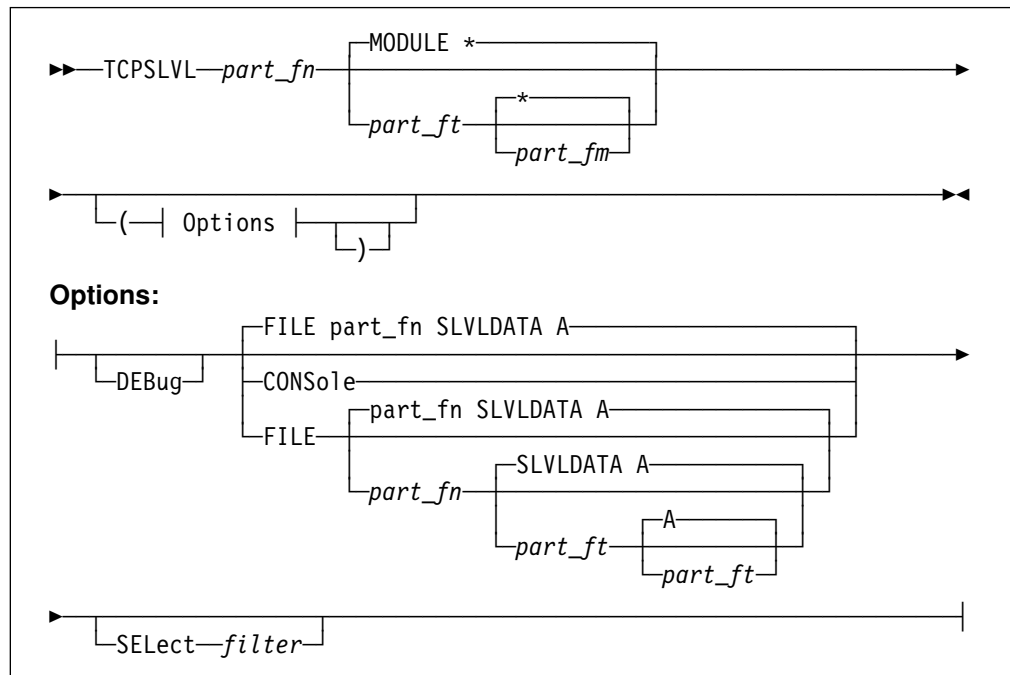 MODULE *
TCPSLVL part_fn
*
part_ft
part_fm
( Options
)
Options:
FILE part_fn SLVLDATA A
DEBug
CONSole
part_fn SLVLDATA A
FILE
SLVLDATA A
part_fn
A
part_ft
part_ft
SELect filter